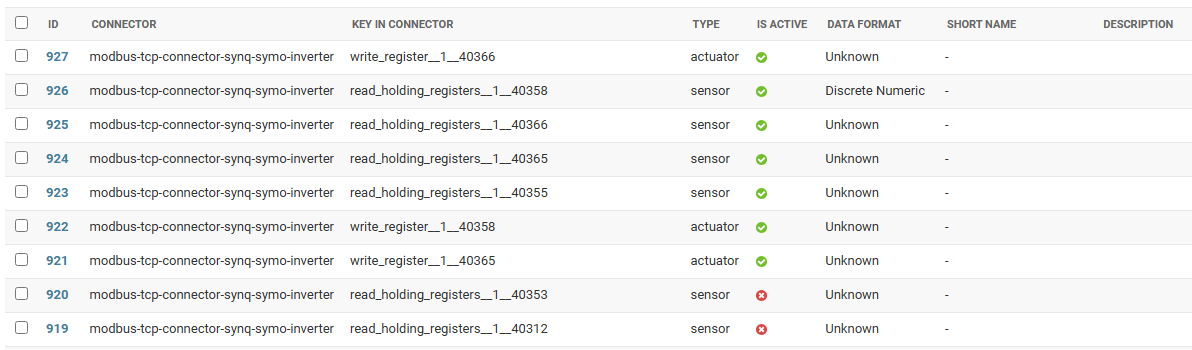 ID CONNECTOR KEY IN CONNECTOR TYPE IS ACTIVE DATA FORMAT SHORT NAME DESCRIPTION
927 modbus-tcp-connector-synq-symo-inverter write_register__1__40366 actuator Unknown -
926 modbus-tcp-connector-synq-symo-inverter read_holding_registers__1__40358 sensor Discrete Numeric -
925 modbus-tcp-connector-synq-symo-inverter read_holding_registers__1__40366 sensor Unknown -
924 modbus-tcp-connector-synq-symo-inverter read_holding_registers__1__40365 sensor Unknown -
923 modbus-tcp-connector-synq-symo-inverter read_holding_registers__1__40355 sensor Unknown -
922 modbus-tcp-connector-synq-symo-inverter write_register__1__40358 actuator Unknown -
921 modbus-tcp-connector-synq-symo-inverter write_register__1__40365 actuator Unknown -
920 modbus-tcp-connector-synq-symo-inverter read_holding_registers__1__40353 sensor Unknown -
919 modbus-tcp-connector-synq-symo-inverter read_holding_registers__1__40312 sensor Unknown -